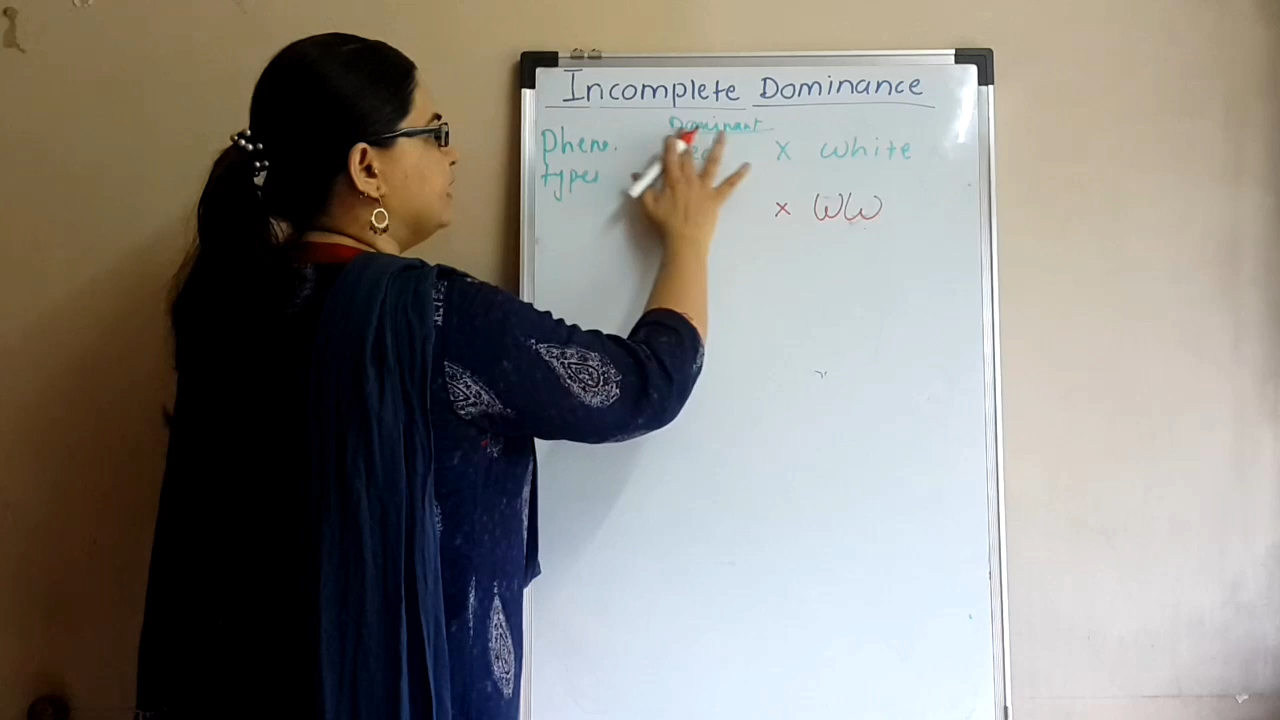 Incomplete Dominance
Dominant
Pheno. X White
types
X WW